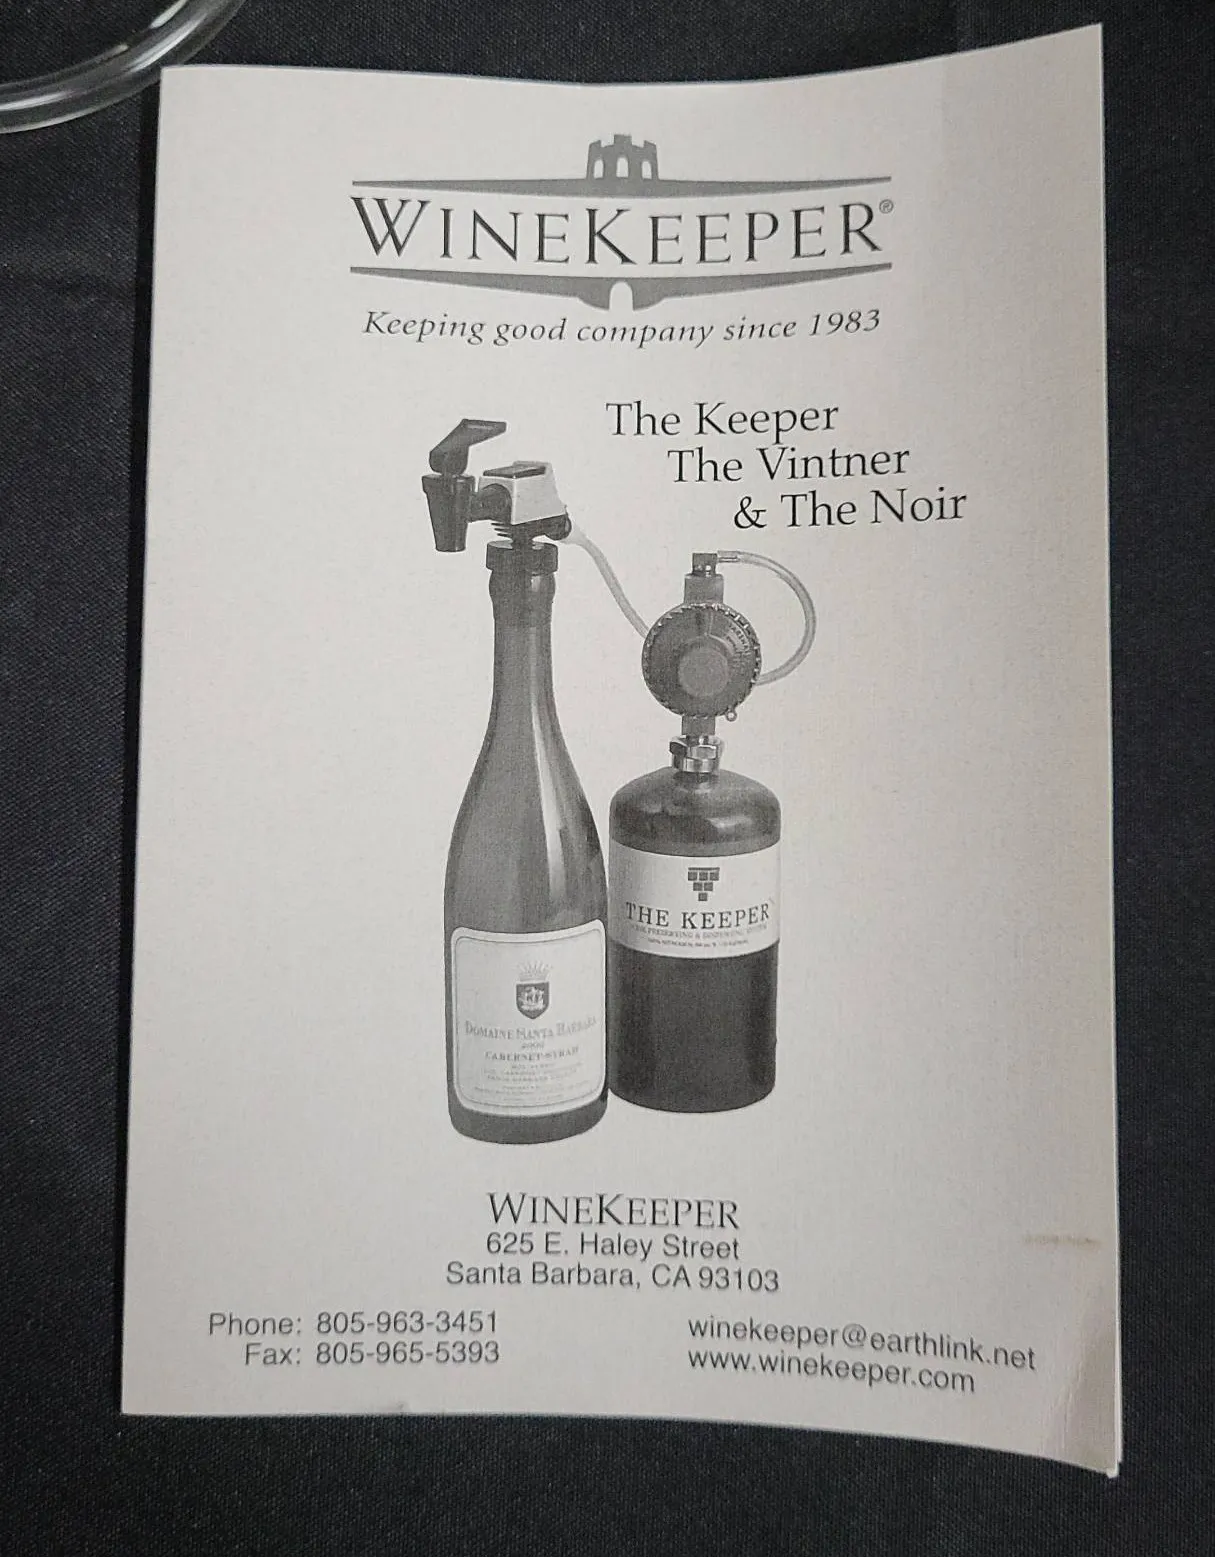 WINEKEEPER®
Keeping good company since 1983
The Keeper
The Vintner
& The Noir
THE KEEPER
DOMAINE SANTA BARBARA
CABERNET-SYRAH
WINEKEEPER
625 E. Haley Street
Santa Barbara, CA 93103
Phone: 805-963-3451
Fax: 805-965-5393
winekeeper@earthlink.net
www.winekeeper.com